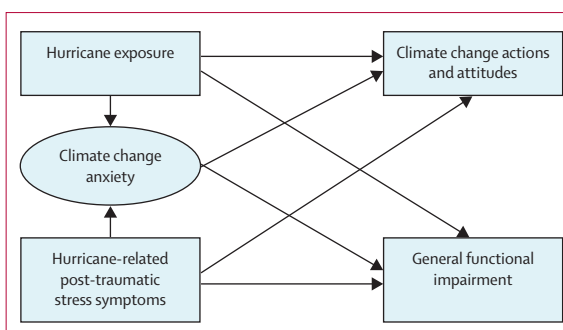 Hurricane exposure
Climate change actions
and attitudes
Climate change
anxiety
Hurricane-related
post-traumatic
stress symptoms
General functional
impairment